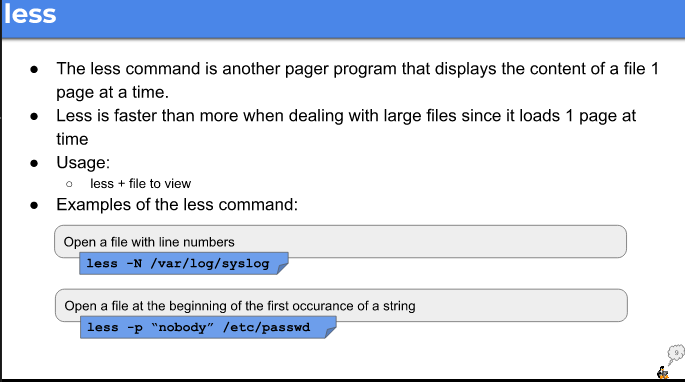 less
● The less command is another pager program that displays the content of a file 1
page at a time.
● Less is faster than more when dealing with large files since it loads 1 page at
time
● Usage:
○ less + file to view
● Examples of the less command:
Open a file with line numbers
less -N /var/log/syslog
Open a file at the beginning of the first occurance of a string
less -p “nobody” /etc/passwd
9